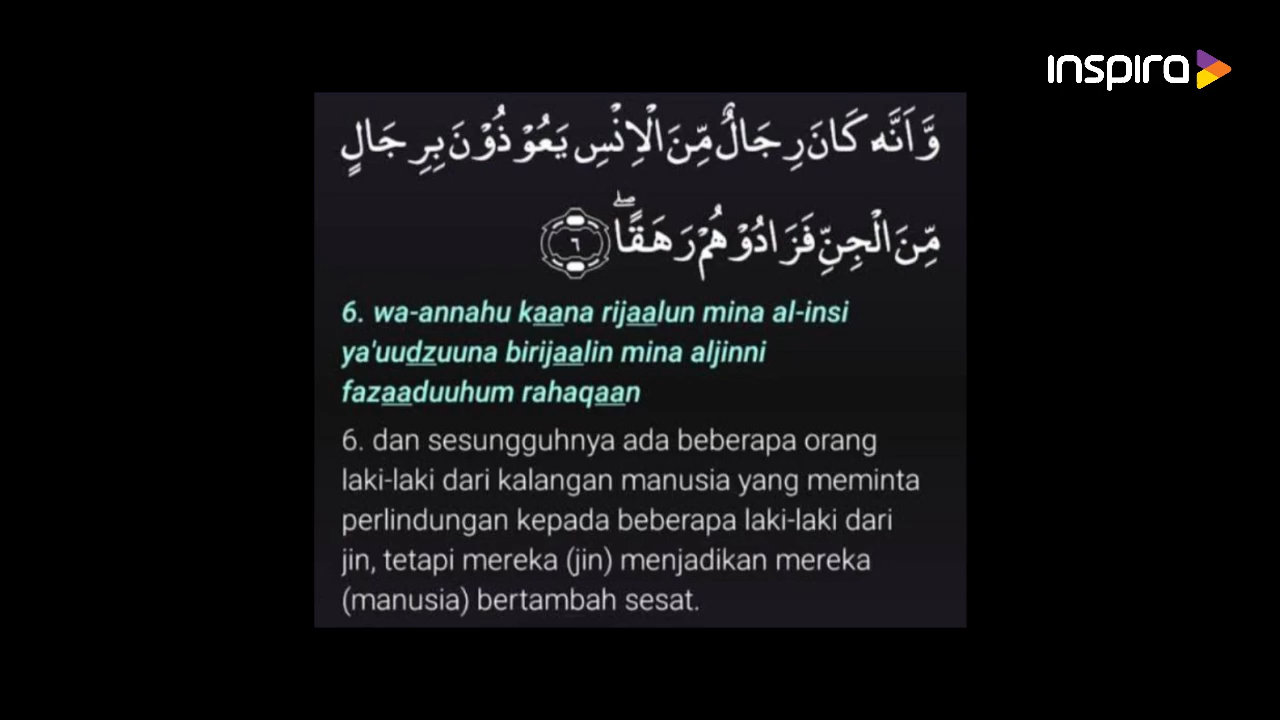 inspira
وَّاَنَّهٗ كَانَ رِجَالٌ مِّنَ الْاِنْسِ يَعُوْذُوْنَ بِرِجَالٍ
مِّنَ الْجِنِّ فَزَادُوْهُمْ رَهَقًاۖ ٦
6. wa-annahu kaana rijaalun mina al-insi
ya'uudzuuna birijaalin mina aljinni
fazaaduuhum rahaqaan
6. dan sesungguhnya ada beberapa orang
laki-laki dari kalangan manusia yang meminta
perlindungan kepada beberapa laki-laki dari
jin, tetapi mereka (jin) menjadikan mereka
(manusia) bertambah sesat.